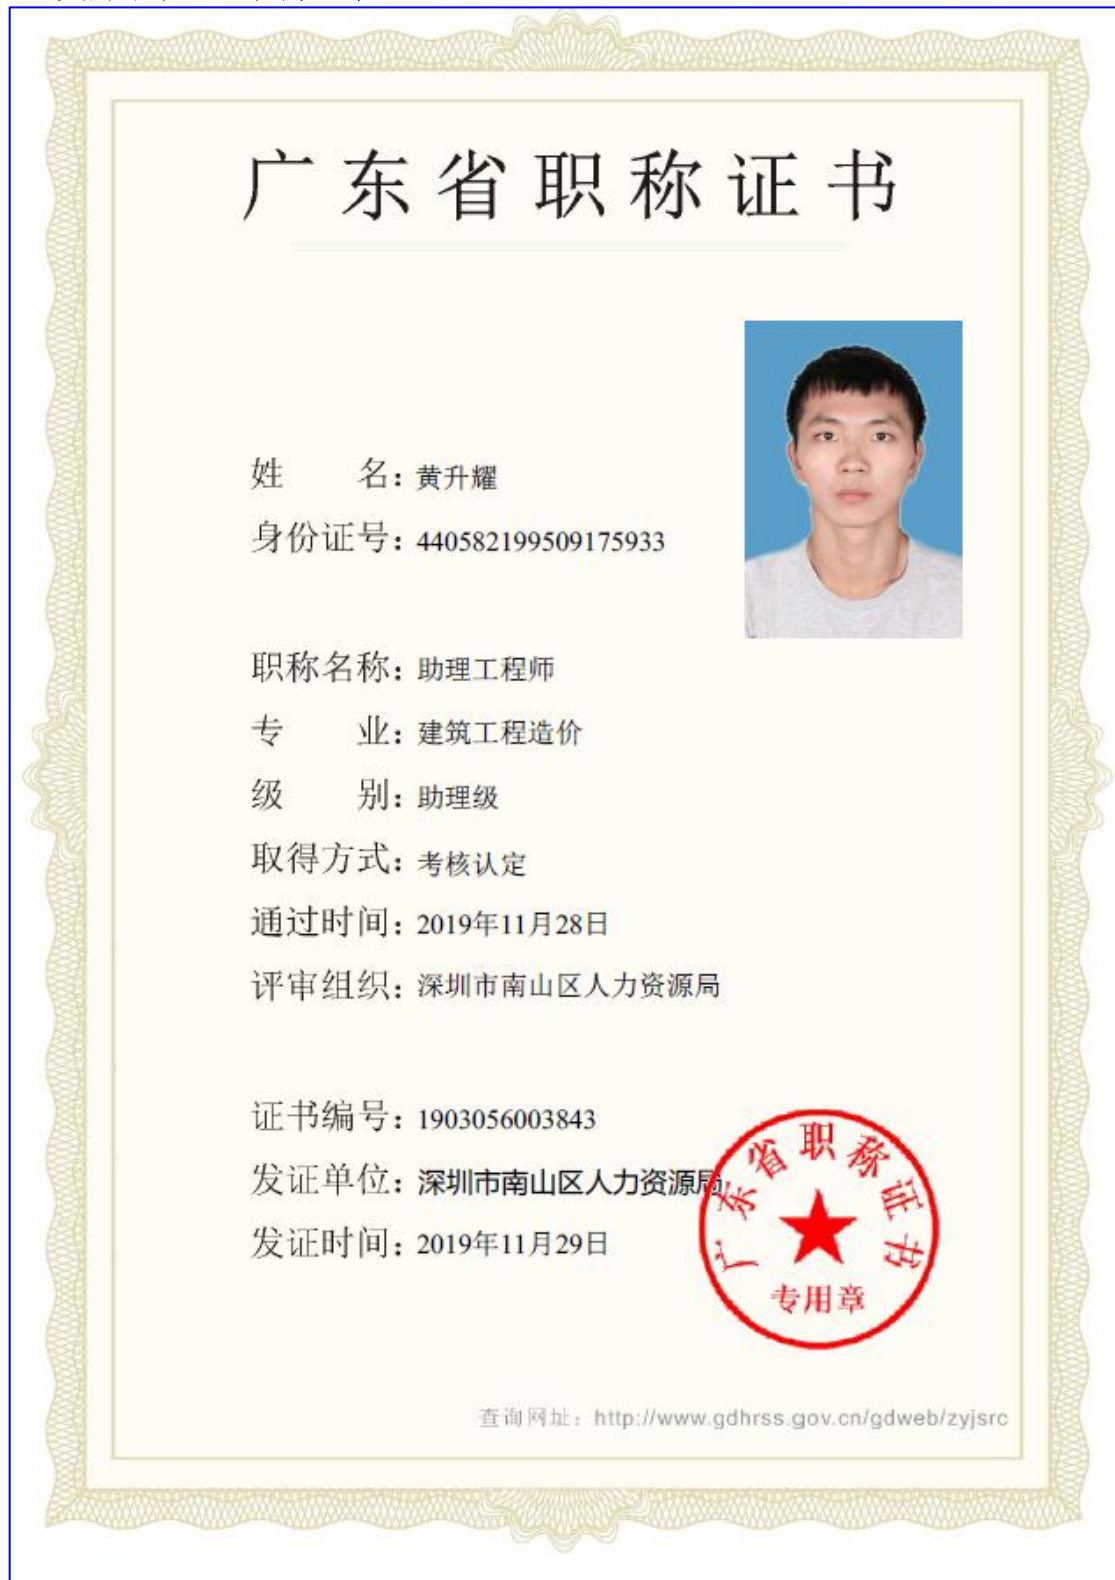 广东省职称证书
姓 名：黄升耀
身份证号：440582199509175933
职称名称：助理工程师
专 业：建筑工程造价
级 别：助理级
取得方式：考核认定
通过时间：2019年11月28日
评审组织：深圳市南山区人力资源局
证书编号：1903056003843
发证单位：深圳市南山区人力资源局
发证时间：2019年11月29日
广东省职称证书
专用章
查询网址：http://www.gdhrss.gov.cn/gdweb/zyjsrc